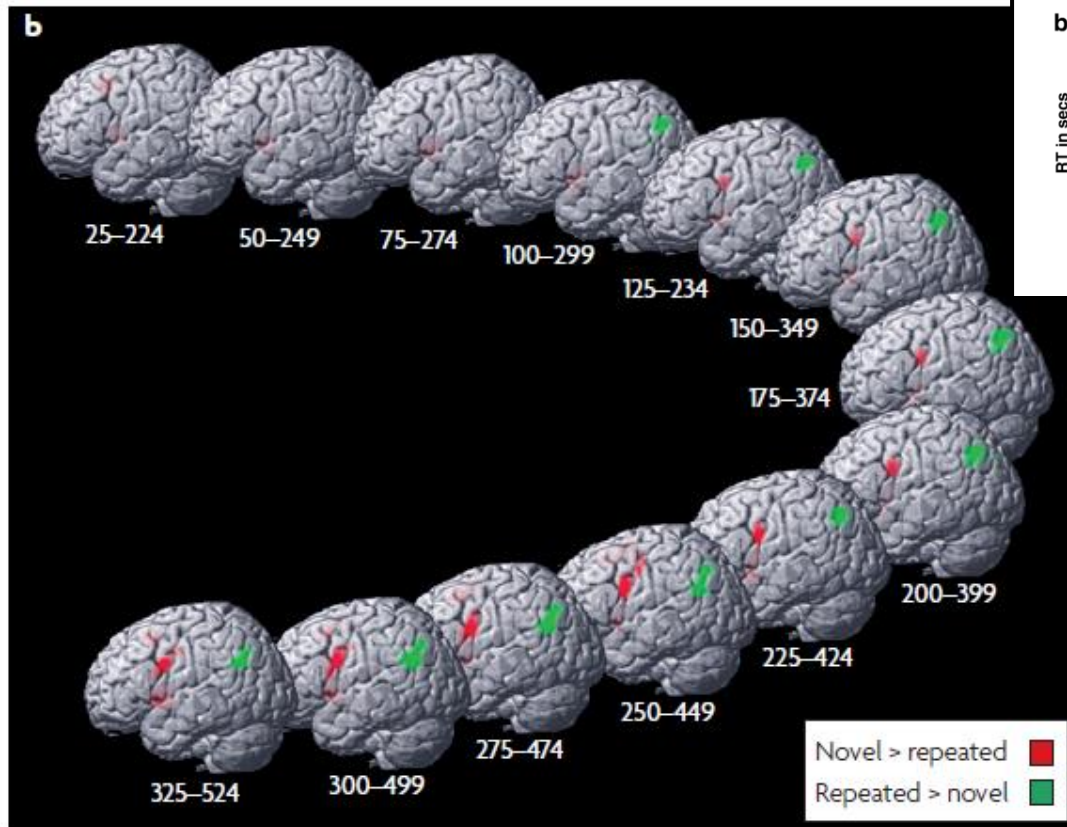 b
b
RT in secs
25–224
50–249
75–274
100–299
125–234
150–349
175–374
200–399
225–424
250–449
275–474
300–499
325–524
Novel > repeated
Repeated > novel